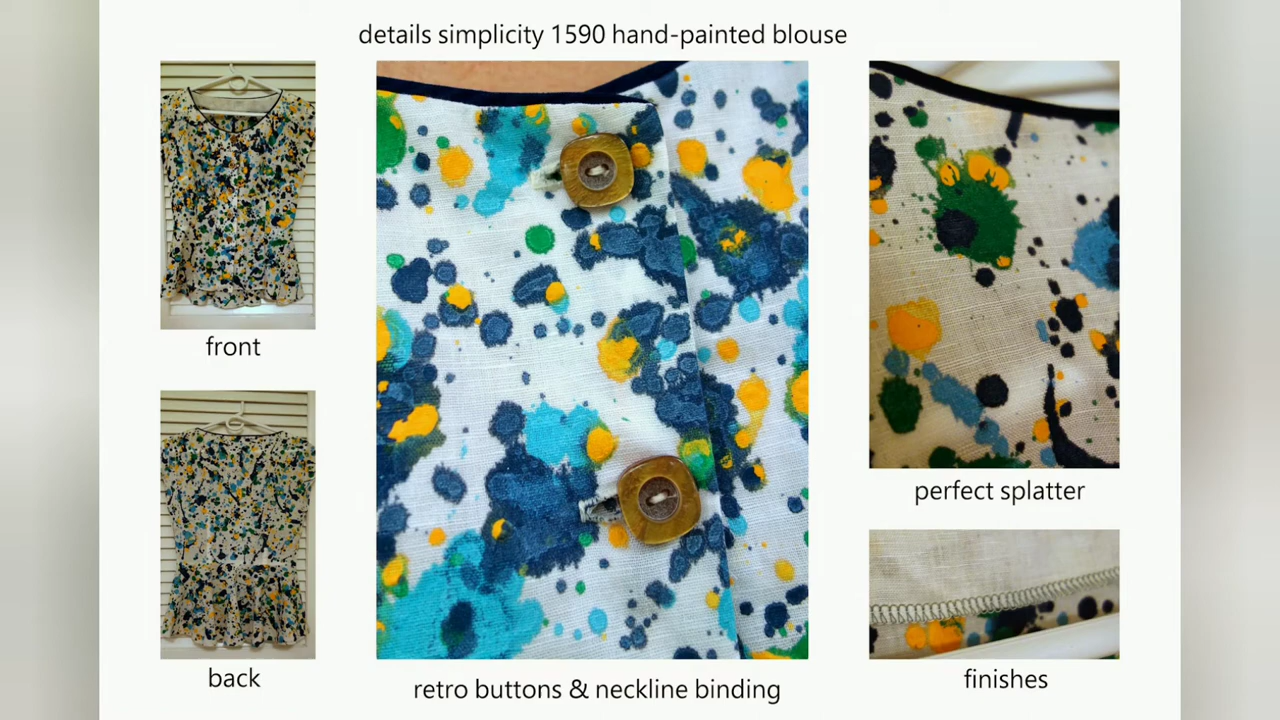 details simplicity 1590 hand-painted blouse
front
back
retro buttons & neckline binding
perfect splatter
finishes